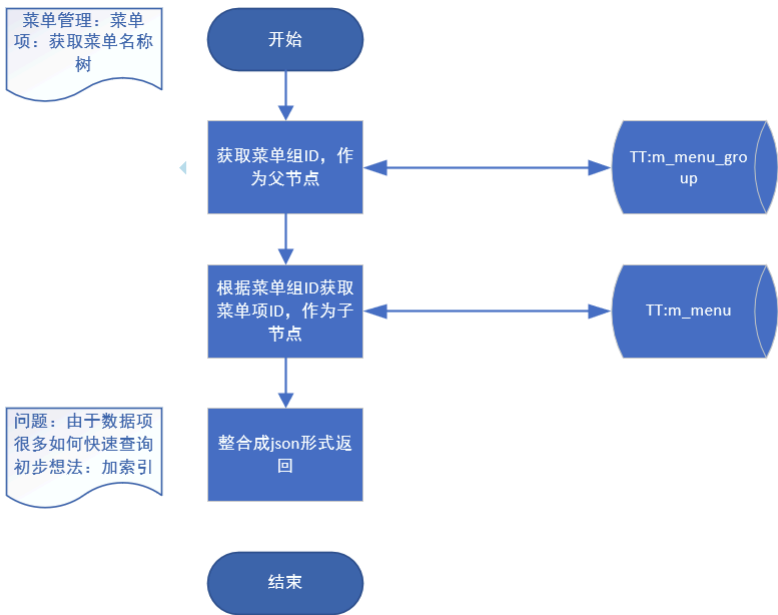 菜单管理：菜单
项：获取菜单名称
树
开始
获取菜单组ID，作
为父节点
TT:m_menu_gro
up
根据菜单组ID获取
菜单项ID，作为子
节点
TT:m_menu
问题：由于数据项
很多如何快速查询
初步想法：加索引
整合成json形式返
回
结束